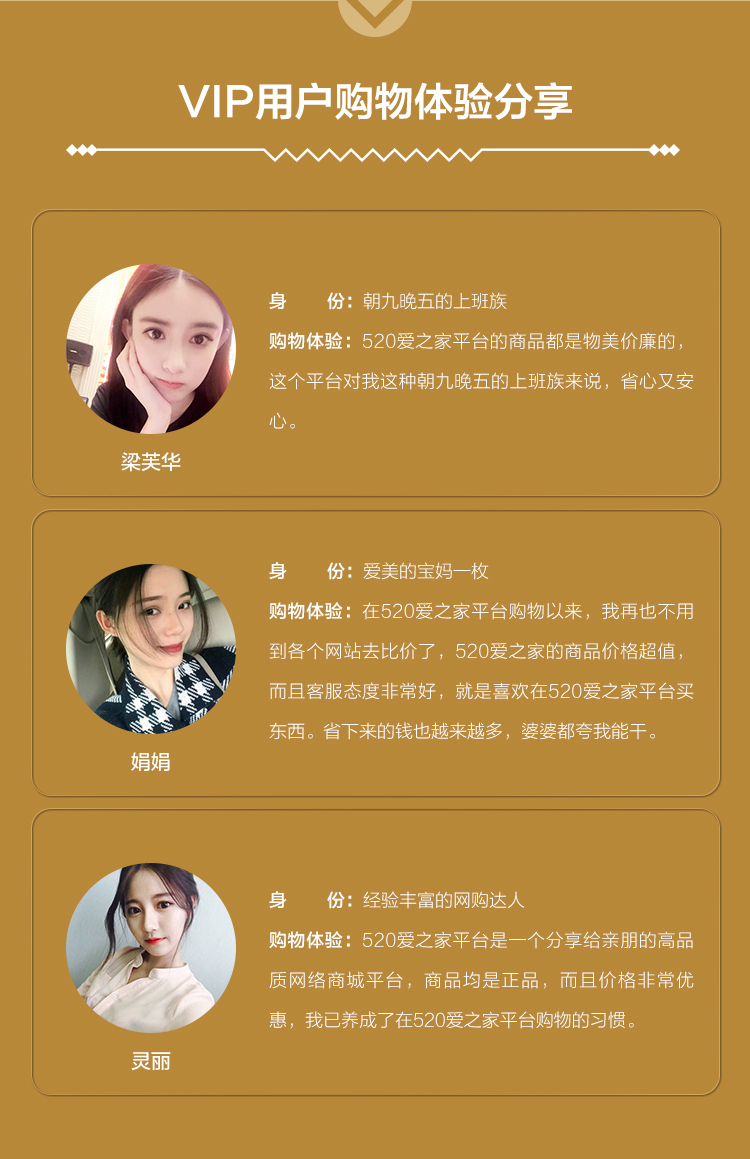 VIP用户购物体验分享
身 份：朝九晚五的上班族
购物体验：520爱之家平台的商品都是物美价廉的，
这个平台对我这种朝九晚五的上班族来说，省心又安
心。
梁芙华
身 份：爱美的宝妈一枚
购物体验：在520爱之家平台购物以来，我再也不用
到各个网站去比价了，520爱之家的商品价格超值，
而且客服态度非常好，就是喜欢在520爱之家平台买
东西。省下来的钱也越来越多，婆婆都夸我能干。
娟娟
身 份：经验丰富的网购达人
购物体验：520爱之家平台是一个分享给亲朋的高品
质网络商城平台，商品均是正品，而且价格非常优
惠，我已养成了在520爱之家平台购物的习惯。
灵丽